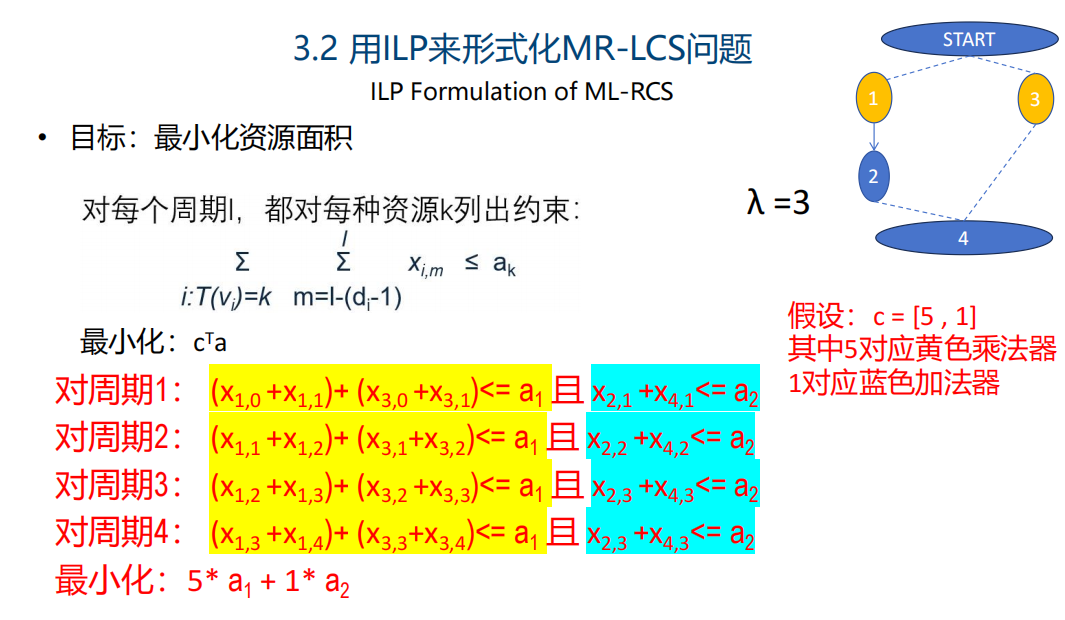 3.2 用ILP来形式化MR-LCS问题
ILP Formulation of ML-RCS
• 目标：最小化资源面积
对每个周期l，都对每种资源k列出约束：
l
Σ Σ x_{i,m} ≤ a_k
i:T(v_i)=k m=l-(d_i-1)
最小化：c^Ta
对周期1： (x_{1,0} +x_{1,1})+ (x_{3,0} +x_{3,1})<= a_1 且 x_{2,1} +x_{4,1}<= a_2
对周期2： (x_{1,1} +x_{1,2})+ (x_{3,1}+x_{3,2})<= a_1 且 x_{2,2} +x_{4,2}<= a_2
对周期3： (x_{1,2} +x_{1,3})+ (x_{3,2} +x_{3,3})<= a_1 且 x_{2,3} +x_{4,3}<= a_2
对周期4： (x_{1,3} +x_{1,4})+ (x_{3,3}+x_{3,4})<= a_1 且 x_{2,3} +x_{4,3}<= a_2
最小化：5* a_1 + 1* a_2
START
1
3
2
4
λ =3
假设：c = [5 , 1]
其中5对应黄色乘法器
1对应蓝色加法器